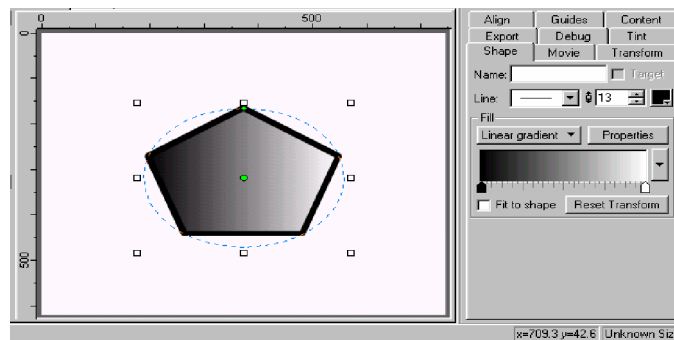 0 500
Align Guides Content
Export Debug Tint
0
Shape Movie Transform
Name: Target
Line: 13
Fill
Linear gradient Properties
Fit to shape Reset Transform
500
x=709.3 y=42.6 Unknown Siz